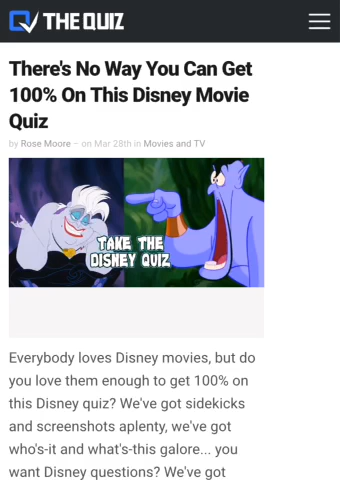 THE QUIZ
There's No Way You Can Get
100% On This Disney Movie
Quiz
by Rose Moore – on Mar 28th in Movies and TV
TAKE THE
DISNEY QUIZ
Everybody loves Disney movies, but do
you love them enough to get 100% on
this Disney quiz? We've got sidekicks
and screenshots aplenty, we've got
who's-it and what's-this galore... you
want Disney questions? We've got